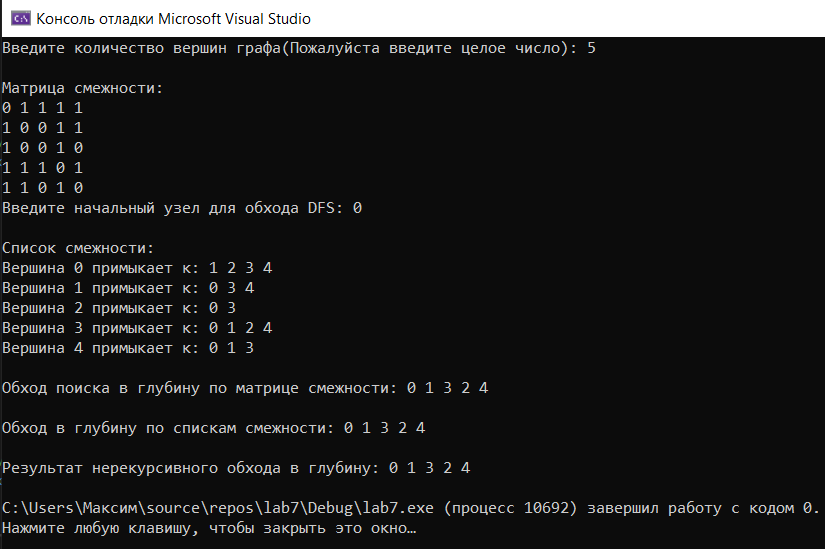 Консоль отладки Microsoft Visual Studio
Введите количество вершин графа(Пожалуйста введите целое число): 5
Матрица смежности:
0 1 1 1 1
1 0 0 1 1
1 0 0 1 0
1 1 1 0 1
1 1 0 1 0
Введите начальный узел для обхода DFS: 0
Список смежности:
Вершина 0 примыкает к: 1 2 3 4
Вершина 1 примыкает к: 0 3 4
Вершина 2 примыкает к: 0 3
Вершина 3 примыкает к: 0 1 2 4
Вершина 4 примыкает к: 0 1 3
Обход поиска в глубину по матрице смежности: 0 1 3 2 4
Обход в глубину по спискам смежности: 0 1 3 2 4
Результат нерекурсивного обхода в глубину: 0 1 3 2 4
C:\Users\Максим\source\repos\lab7\Debug\lab7.exe (процесс 10692) завершил работу с кодом 0.
Нажмите любую клавишу, чтобы закрыть это окно…